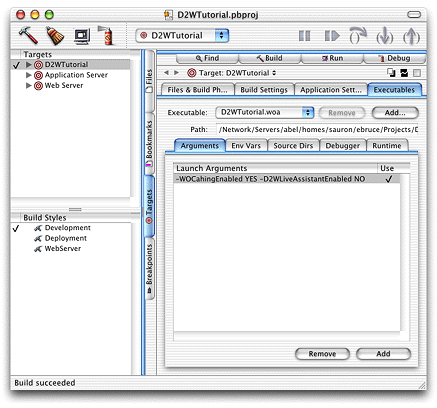 D2WTutorial.pbproj
D2WTutorial
Targets
D2WTutorial
Application Server
Web Server
Build Styles
Development
Deployment
WebServer
Files
Bookmarks
Targets
Breakpoints
Find
Build
Run
Debug
Target: D2WTutorial
Files & Build Ph...
Build Settings
Application Sett...
Executables
Executable:
D2WTutorial.woa
Remove
Add...
Path: /Network/Servers/abel/homes/sauron/ebruce/Projects/D
Arguments
Env Vars
Source Dirs
Debugger
Runtime
Launch Arguments
Use
-WOCahingEnabled YES -D2WLiveAssistantEnabled NO
Remove
Add
Build succeeded